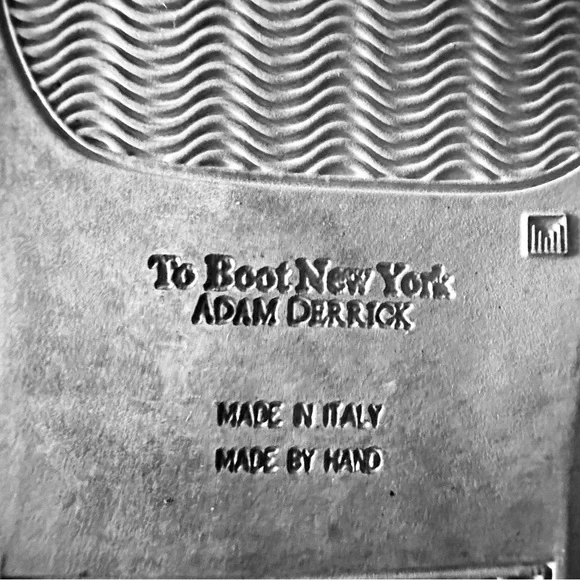 To Boot New York
ADAM DERRICK
MADE IN ITALY
MADE BY HAND